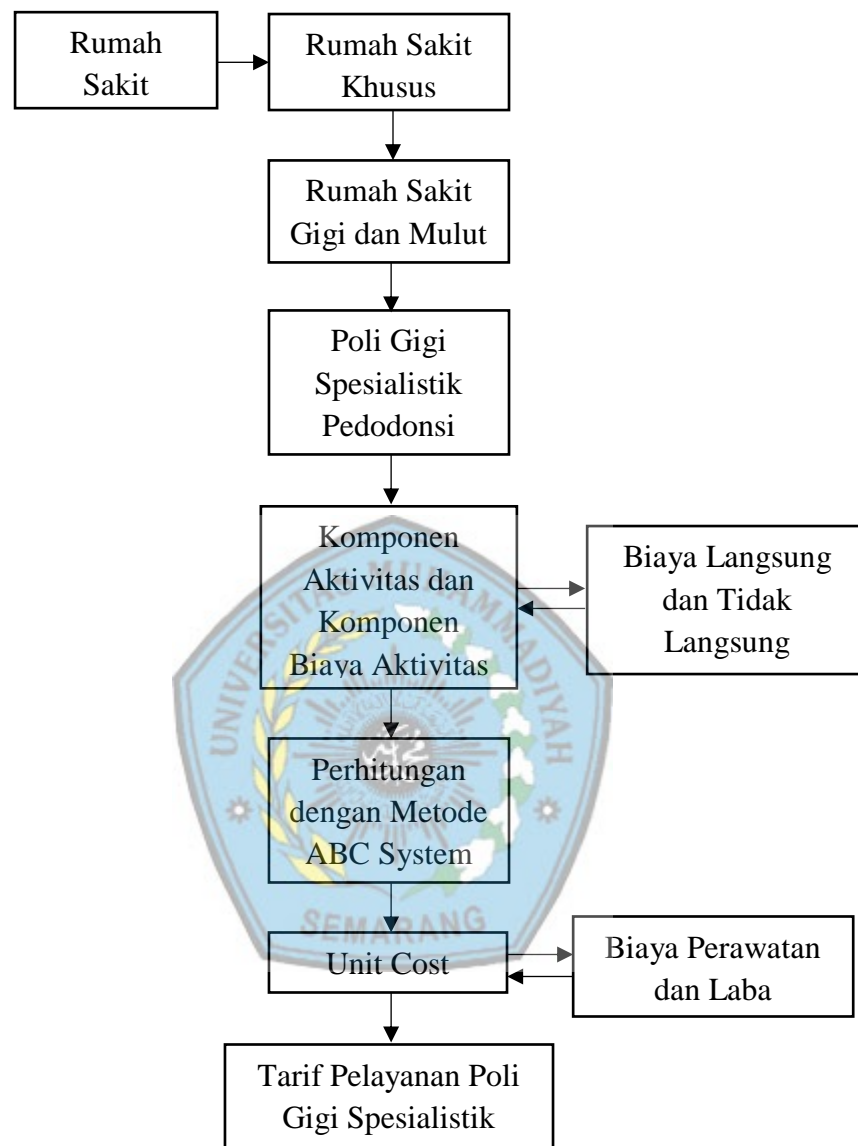 Rumah
Sakit
Rumah Sakit
Khusus
Rumah Sakit
Gigi dan Mulut
Poli Gigi
Spesialistik
Pedodonsi
Komponen
Aktivitas dan
Komponen
Biaya Aktivitas
Biaya Langsung
dan Tidak
Langsung
UNIVERSITAS MUHAMMADIYAH
Perhitungan
dengan Metode
ABC System
SEMARANG
Unit Cost
Biaya Perawatan
dan Laba
Tarif Pelayanan Poli
Gigi Spesialistik